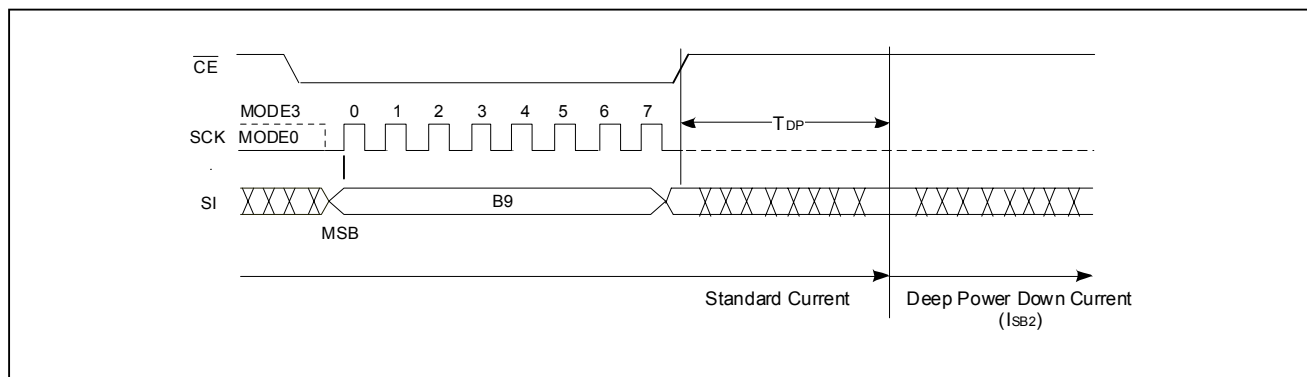 CE
MODE3
0 1 2 3 4 5 6 7
SCK MODE0
TDP
SI
B9
MSB
Standard Current
Deep Power Down Current
(ISB2)